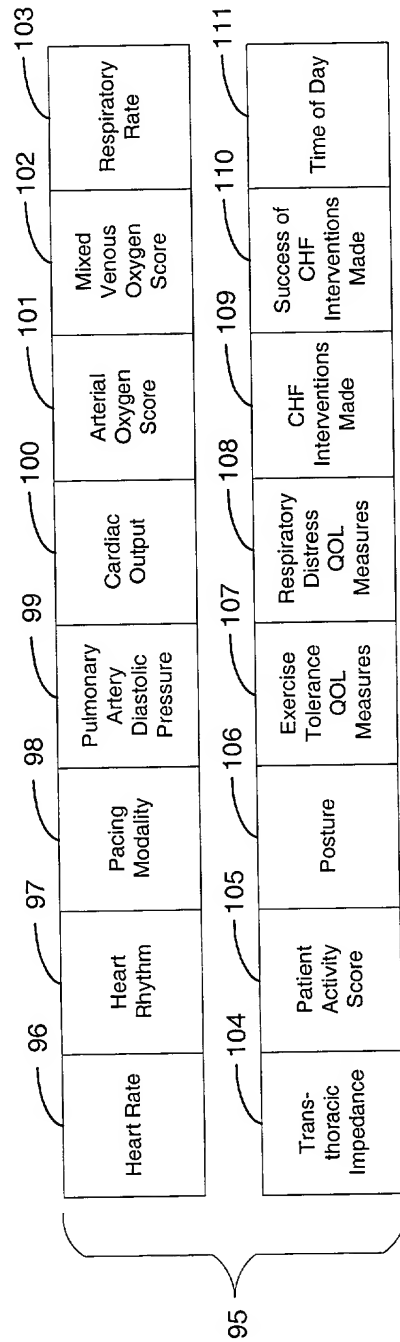 96
97
98
99
100
101
102
103
Heart Rate
Heart
Rhythm
Pacing
Modality
Pulmonary
Artery
Diastolic
Pressure
Cardiac
Output
Arterial
Oxygen
Score
Mixed
Venous
Oxygen
Score
Respiratory
Rate
95
104
105
106
107
108
109
110
111
Trans-
thoracic
Impedance
Patient
Activity
Score
Posture
Exercise
Tolerance
QOL
Measures
Respiratory
Distress
QOL
Measures
CHF
Interventions
Made
Success of
CHF
Interventions
Made
Time of Day